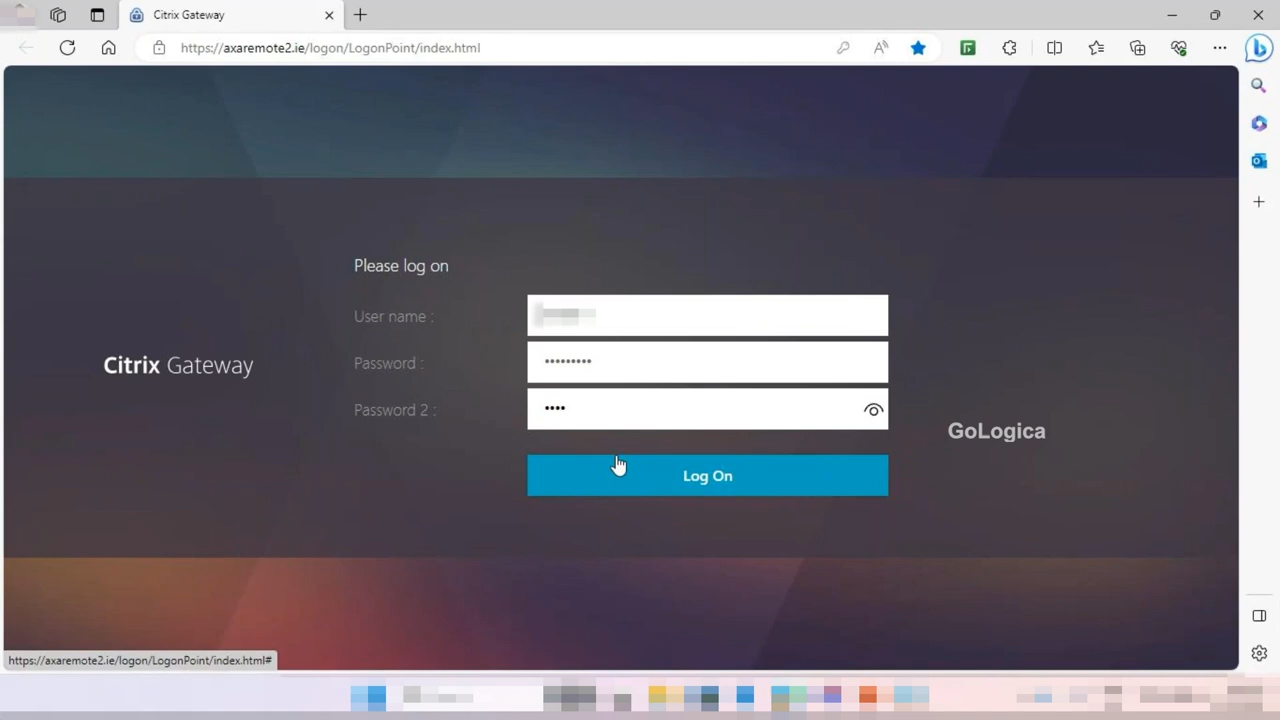 Citrix Gateway
https://axaremote2.ie/logon/LogonPoint/index.html
Please log on
User name :
Password :
•••••••••
Password 2 :
••••
Citrix Gateway
GoLogica
Log On
https://axaremote2.ie/logon/LogonPoint/index.html#